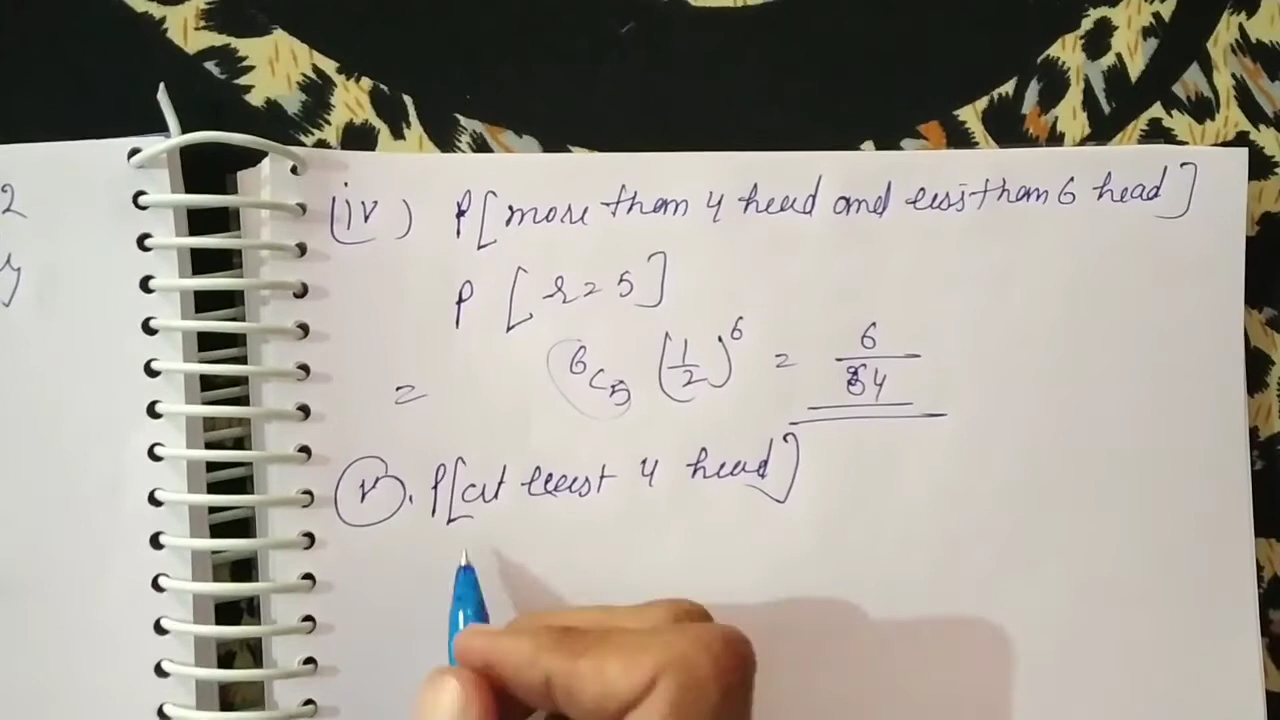 2
y
(iv) P[more than 4 head and less than 6 head]
P [r = 5]
= ⁶C₅ (1/2)⁶ = 6/64
(v). P[at least 4 head]